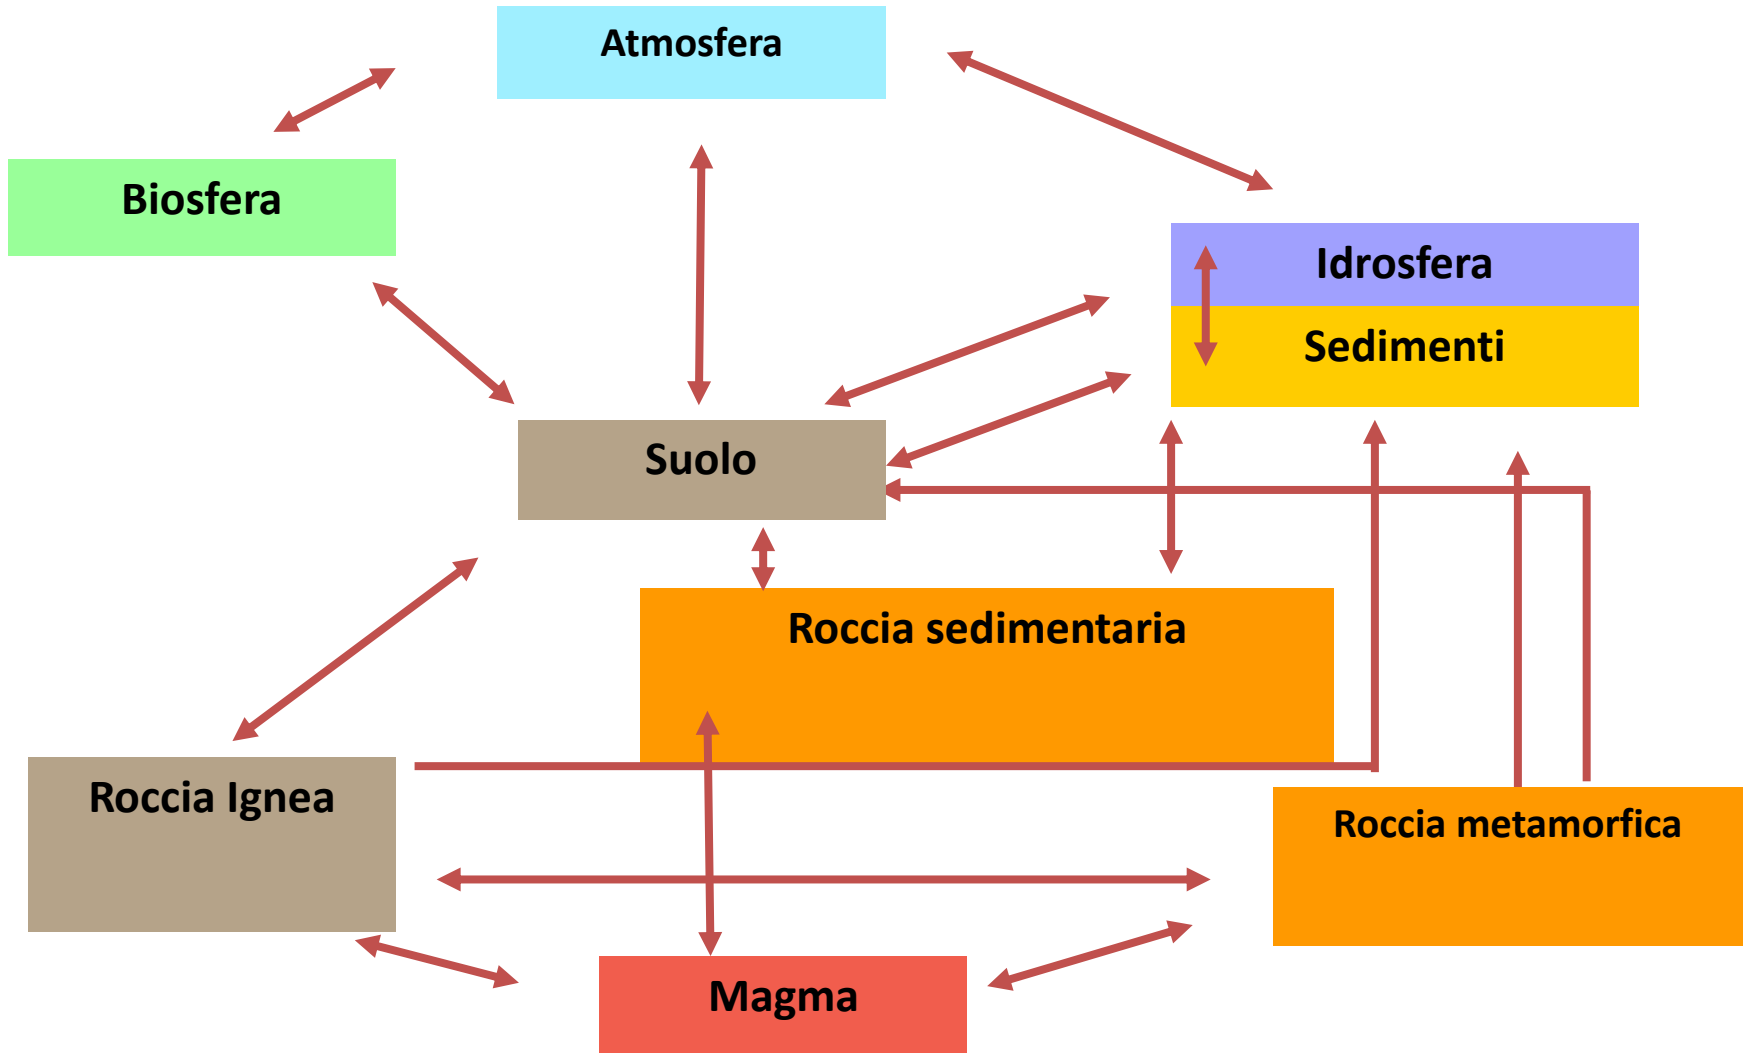 Atmosfera
Biosfera
Idrosfera
Sedimenti
Suolo
Roccia sedimentaria
Roccia Ignea
Roccia metamorfica
Magma